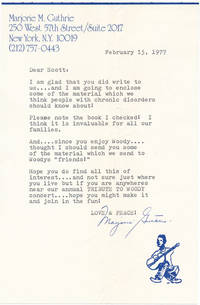 Marjorie M. Guthrie
250 West 57th Street/Suite 2017
New York, N.Y. 10019
(212)757-0443
February 15, 1977
Dear Scott:
I am glad that you did write to
us....and I am going to enclose
some of the material which we
think people with chronic disorders
should know about!
Please note the book I checked! I
think it is invaluable for all our
families.
And....since you enjoy Woody....
thought I should send you some
of the material which we send to
Woodys "friends!"
Hope you do find all this of
interest....and not sure just where
you live but if you are anywheres
near our annual TRIBUTE TO WOODY
concert....hope you might make it
and join in the fun!
LOVE & PEACE!
Marjorie Guthrie